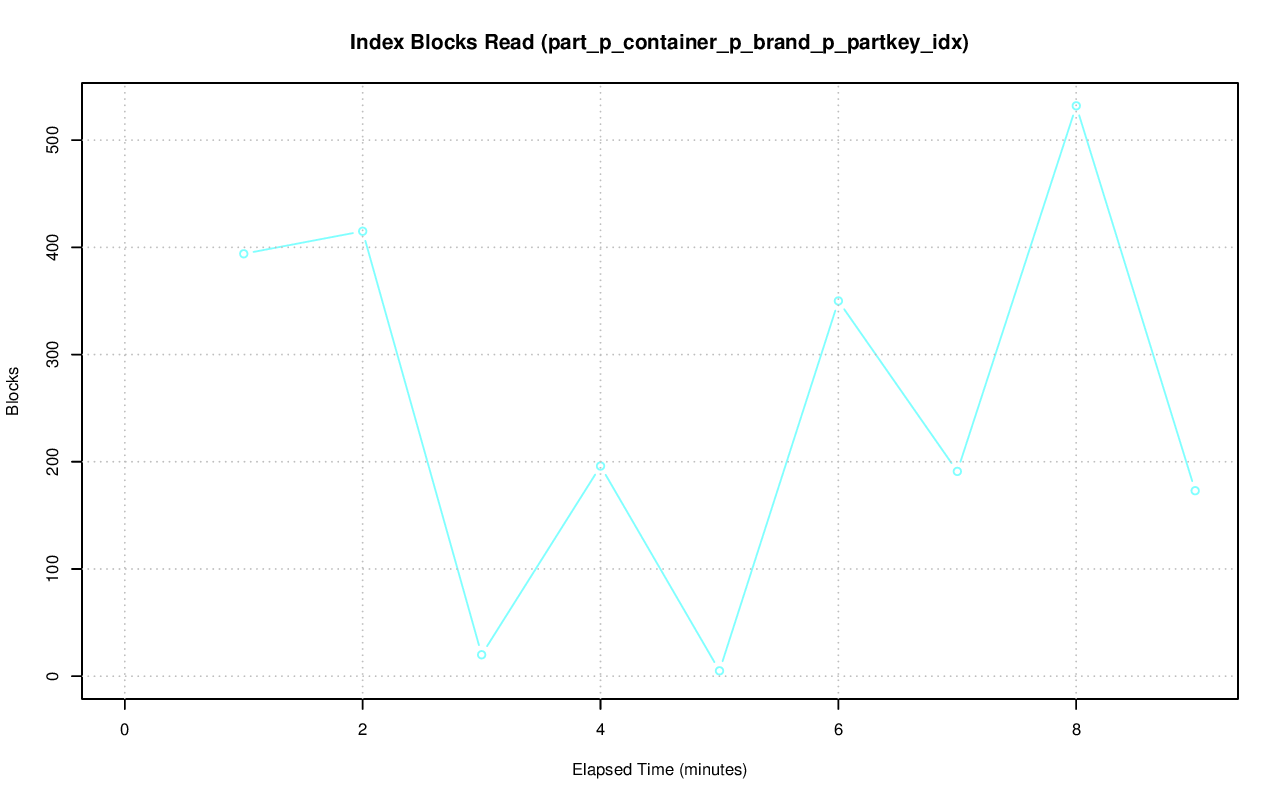 Index Blocks Read (part_p_container_p_brand_p_partkey_idx)
500
400
300
200
100
0
Blocks
0 2 4 6 8
Elapsed Time (minutes)